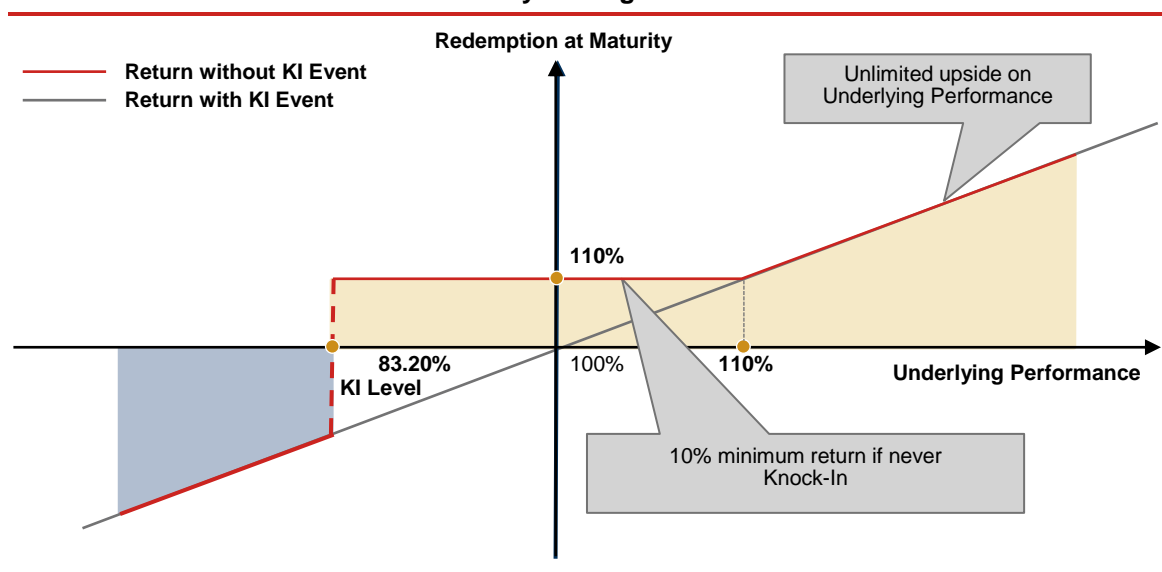 Redemption at Maturity
Return without KI Event
Return with KI Event
Unlimited upside on
Underlying Performance
110%
83.20%
KI Level
100%
110%
Underlying Performance
10% minimum return if never
Knock-In